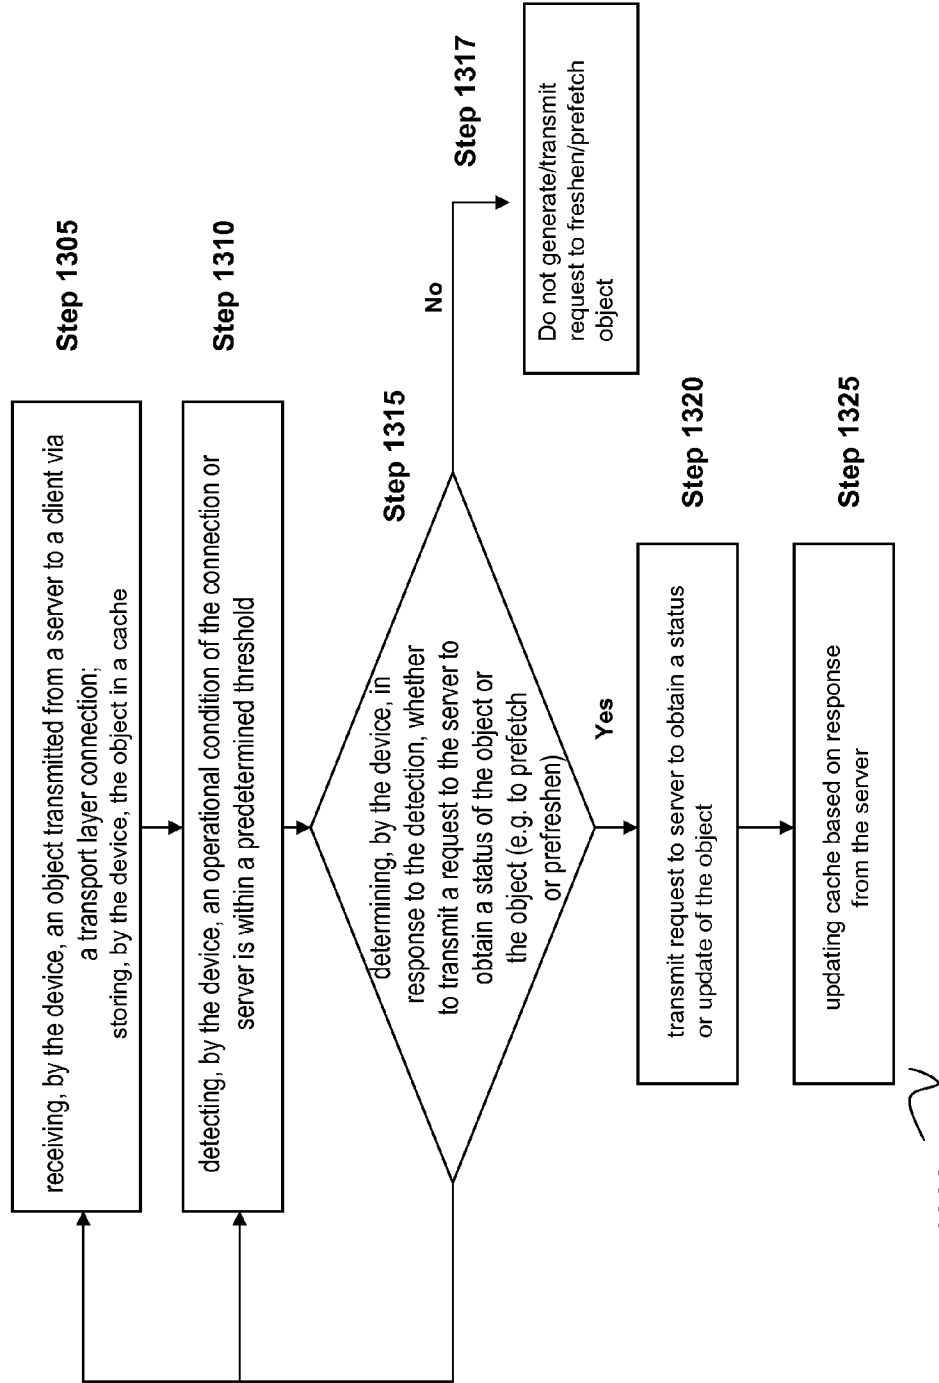 receiving, by the device, an object transmitted from a server to a client via
a transport layer connection;
storing, by the device, the object in a cache
Step 1305
detecting, by the device, an operational condition of the connection or
server is within a predetermined threshold
Step 1310
determining, by the device, in
response to the detection, whether
to transmit a request to the server to
obtain a status of the object or
the object (e.g. to prefetch
or prefreshen)
Step 1315
No
Step 1317
Do not generate/transmit
request to freshen/prefetch
object
Yes
transmit request to server to obtain a status
or update of the object
Step 1320
updating cache based on response
from the server
Step 1325